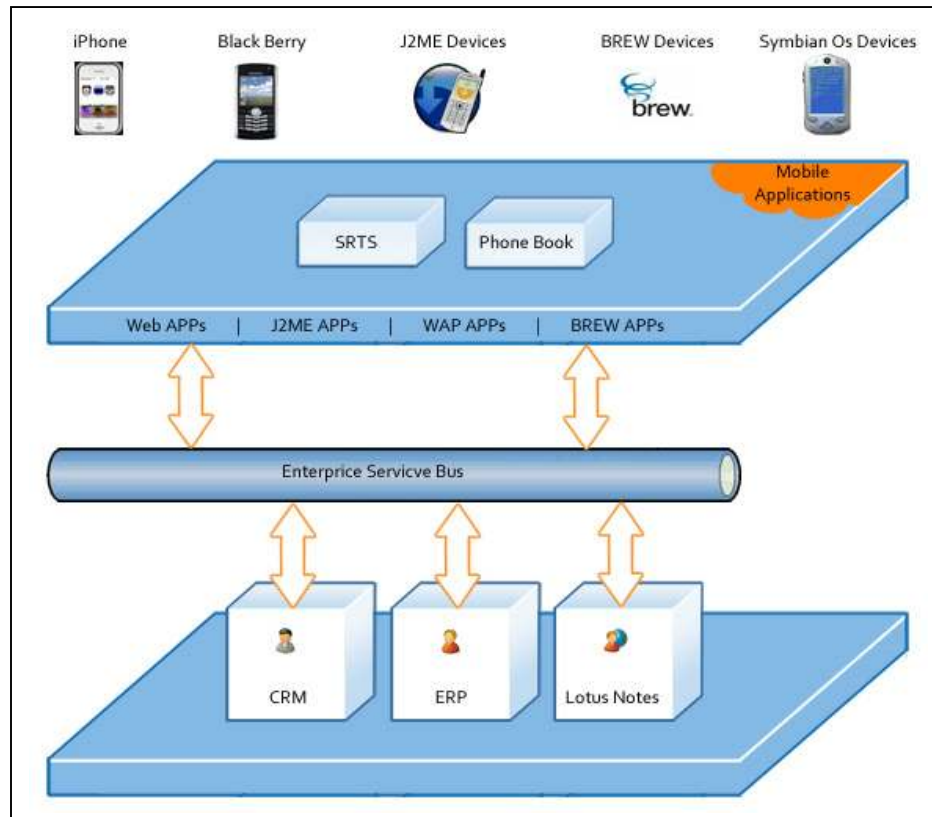 iPhone
Black Berry
J2ME Devices
BREW Devices
Symbian Os Devices
brew
Mobile
Applications
SRTS
Phone Book
Web APPs | J2ME APPs | WAP APPs | BREW APPs
Enterprice Servicve Bus
CRM
ERP
Lotus Notes